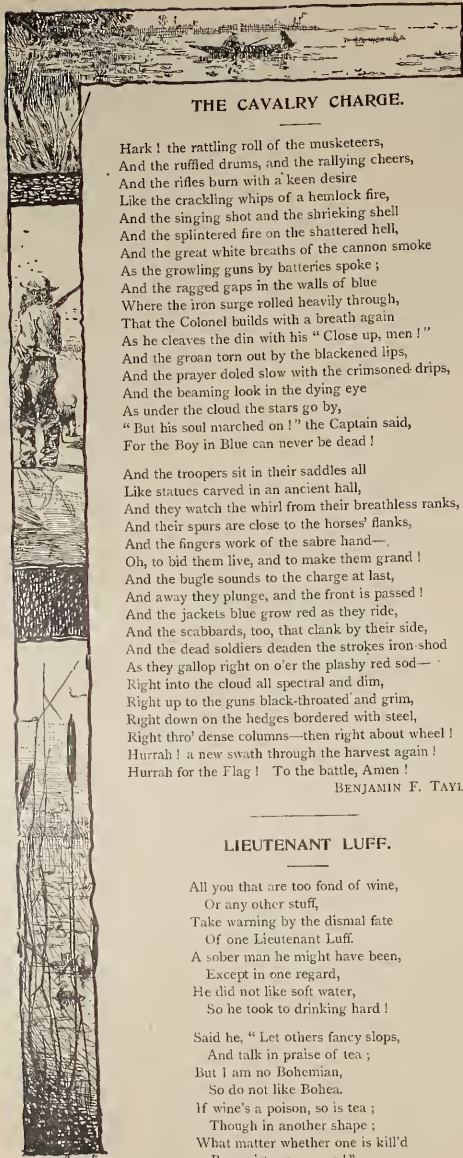 THE CAVALRY CHARGE.
Hark ! the rattling roll of the musketeers,
And the ruffled drums, and the rallying cheers,
And the rifles burn with a keen desire
Like the crackling whips of a hemlock fire,
And the singing shot and the shrieking shell
And the splintered fire on the shattered hell,
And the great white breaths of the cannon smoke
As the growling guns by batteries spoke ;
And the ragged gaps in the walls of blue
Where the iron surge rolled heavily through,
That the Colonel builds with a breath again
As he cleaves the din with his “ Close up, men ! ”
And the groan torn out by the blackened lips,
And the prayer doled slow with the crimsoned drips,
And the beaming look in the dying eye
As under the cloud the stars go by,
“ But his soul marched on ! ” the Captain said,
For the Boy in Blue can never be dead !
And the troopers sit in their saddles all
Like statues carved in an ancient hall,
And they watch the whirl from their breathless ranks,
And their spurs are close to the horses’ flanks,
And the fingers work of the sabre hand—
Oh, to bid them live, and to make them grand !
And the bugle sounds to the charge at last,
And away they plunge, and the front is passed !
And the jackets blue grow red as they ride,
And the scabbards, too, that clank by their side,
And the dead soldiers deaden the strokes iron-shod
As they gallop right on o’er the plashy red sod—
Right into the cloud all spectral and dim,
Right up to the guns black-throated and grim,
Right down on the hedges bordered with steel,
Right thro’ dense columns—then right about wheel !
Hurrah ! a new swath through the harvest again !
Hurrah for the Flag ! To the battle, Amen !
BENJAMIN F. TAYL
LIEUTENANT LUFF.
All you that are too fond of wine,
Or any other stuff,
Take warning by the dismal fate
Of one Lieutenant Luff.
A sober man he might have been,
Except in one regard,
He did not like soft water,
So he took to drinking hard !
Said he, “ Let others fancy slops,
And talk in praise of tea ;
But I am no Bohemian,
So do not like Bohea.
If wine’s a poison, so is tea ;
Though in another shape ;
What matter whether one is kill’d